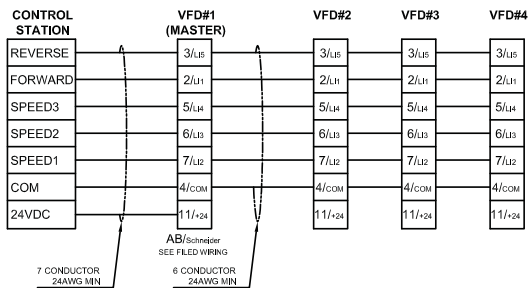 CONTROL STATION
VFD#1 (MASTER)
VFD#2
VFD#3
VFD#4
REVERSE 3/LI5 3/LI5 3/LI5 3/LI5
FORWARD 2/LI1 2/LI1 2/LI1 2/LI1
SPEED3 5/LI4 5/LI4 5/LI4 5/LI4
SPEED2 6/LI3 6/LI3 6/LI3 6/LI3
SPEED1 7/LI2 7/LI2 7/LI2 7/LI2
COM 4/COM 4/COM 4/COM 4/COM
24VDC 11/+24 11/+24 11/+24 11/+24
AB/Schneider
SEE FILED WIRING
7 CONDUCTOR
24AWG MIN
6 CONDUCTOR
24AWG MIN